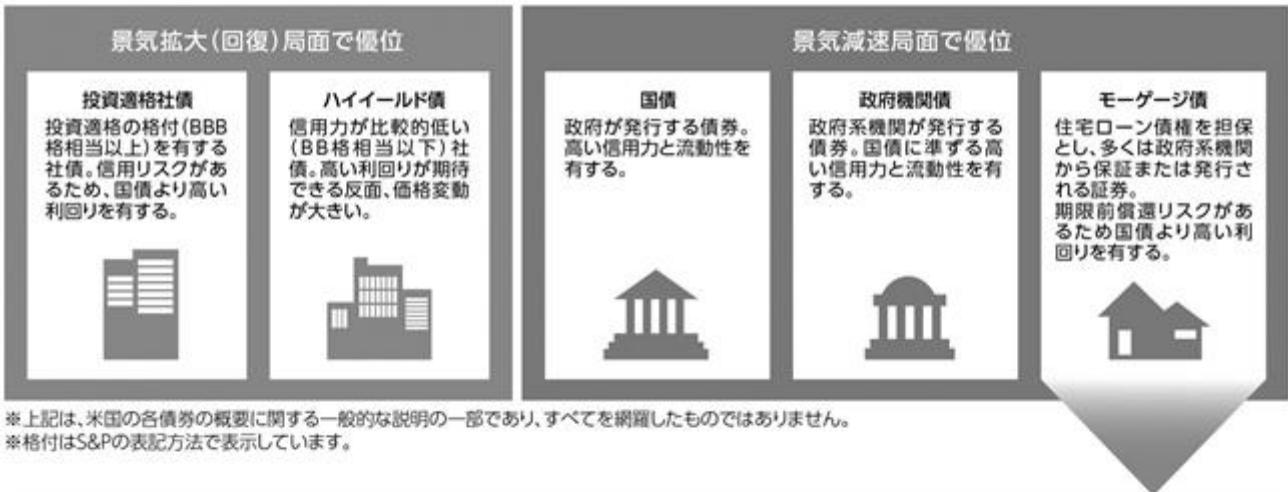 景気拡大(回復)局面で優位
投資適格社債
投資適格の格付(BBB
格相当以上)を有する
社債。信用リスクがあ
るため、国債より高い
利回りを有する。
ハイイールド債
信用力が比較的低い
(BB格相当以下)社
債。高い利回りが期待
できる反面、価格変動
が大きい。
景気減速局面で優位
国債
政府が発行する債券。
高い信用力と流動性を
有する。
政府機関債
政府系機関が発行する
債券。国債に準ずる高
い信用力と流動性を有
する。
モーゲージ債
住宅ローン債権を担保
とし、多くは政府系機関
から保証または発行さ
れる証券。
期限前償還リスクがあ
るため国債より高い利
回りを有する。
※上記は、米国の各債券の概要に関する一般的な説明の一部であり、すべてを網羅したものではありません。
※格付はS&Pの表記方法で表示しています。